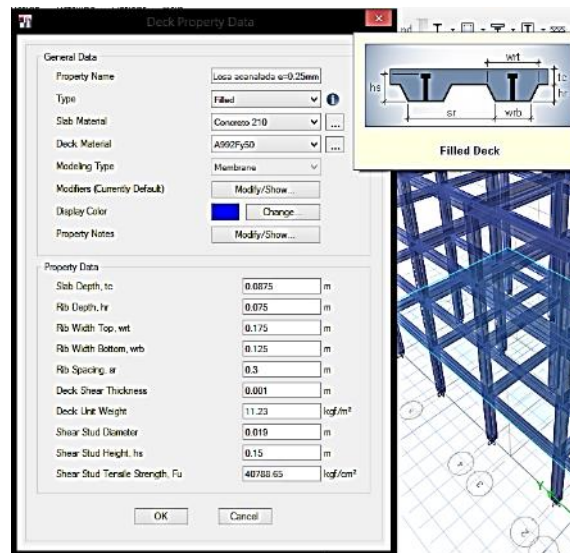 Deck Property Data
General Data
Property Name Losa acanalada e=0.25mm
Type Filled
Slab Material Concreto 210 ...
Deck Material A992Fy50 ...
Modeling Type Membrane
Modifiers (Currently Default) Modify/Show...
Display Color Change...
Property Notes Modify/Show...
Property Data
Slab Depth, tc 0.0875 m
Rib Depth, hr 0.075 m
Rib Width Top, wrt 0.175 m
Rib Width Bottom, wrb 0.125 m
Rib Spacing, sr 0.3 m
Deck Shear Thickness 0.001 m
Deck Unit Weight 11.23 kgf/m²
Shear Stud Diameter 0.019 m
Shear Stud Height, hs 0.15 m
Shear Stud Tensile Strength, Fu 40788.65 kgf/cm²
OK Cancel
wrt
hs
tc
hr
sr
wrb
Filled Deck